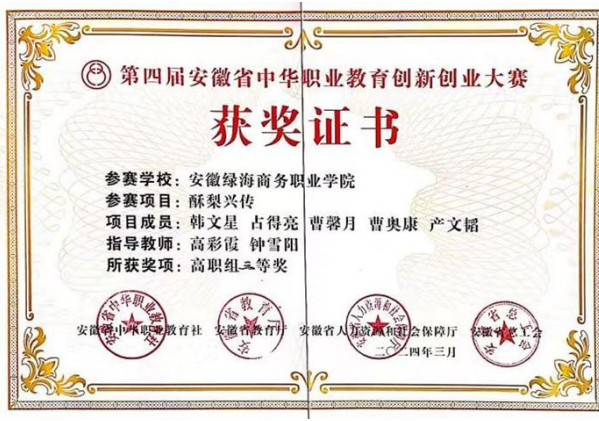 第四届安徽省中华职业教育创新创业大赛
获奖证书
参赛学校：安徽绿海商务职业学院
参赛项目：酥梨兴传
项目成员：韩文星 占得亮 曹馨月 曹奥康 产文韬
指导教师：高彩霞 钟雪阳
所获奖项：高职组三等奖
安徽省中华职业教育社 安徽省教育厅 安徽省人力资源和社会保障厅 安徽省总工会
二〇二四年三月